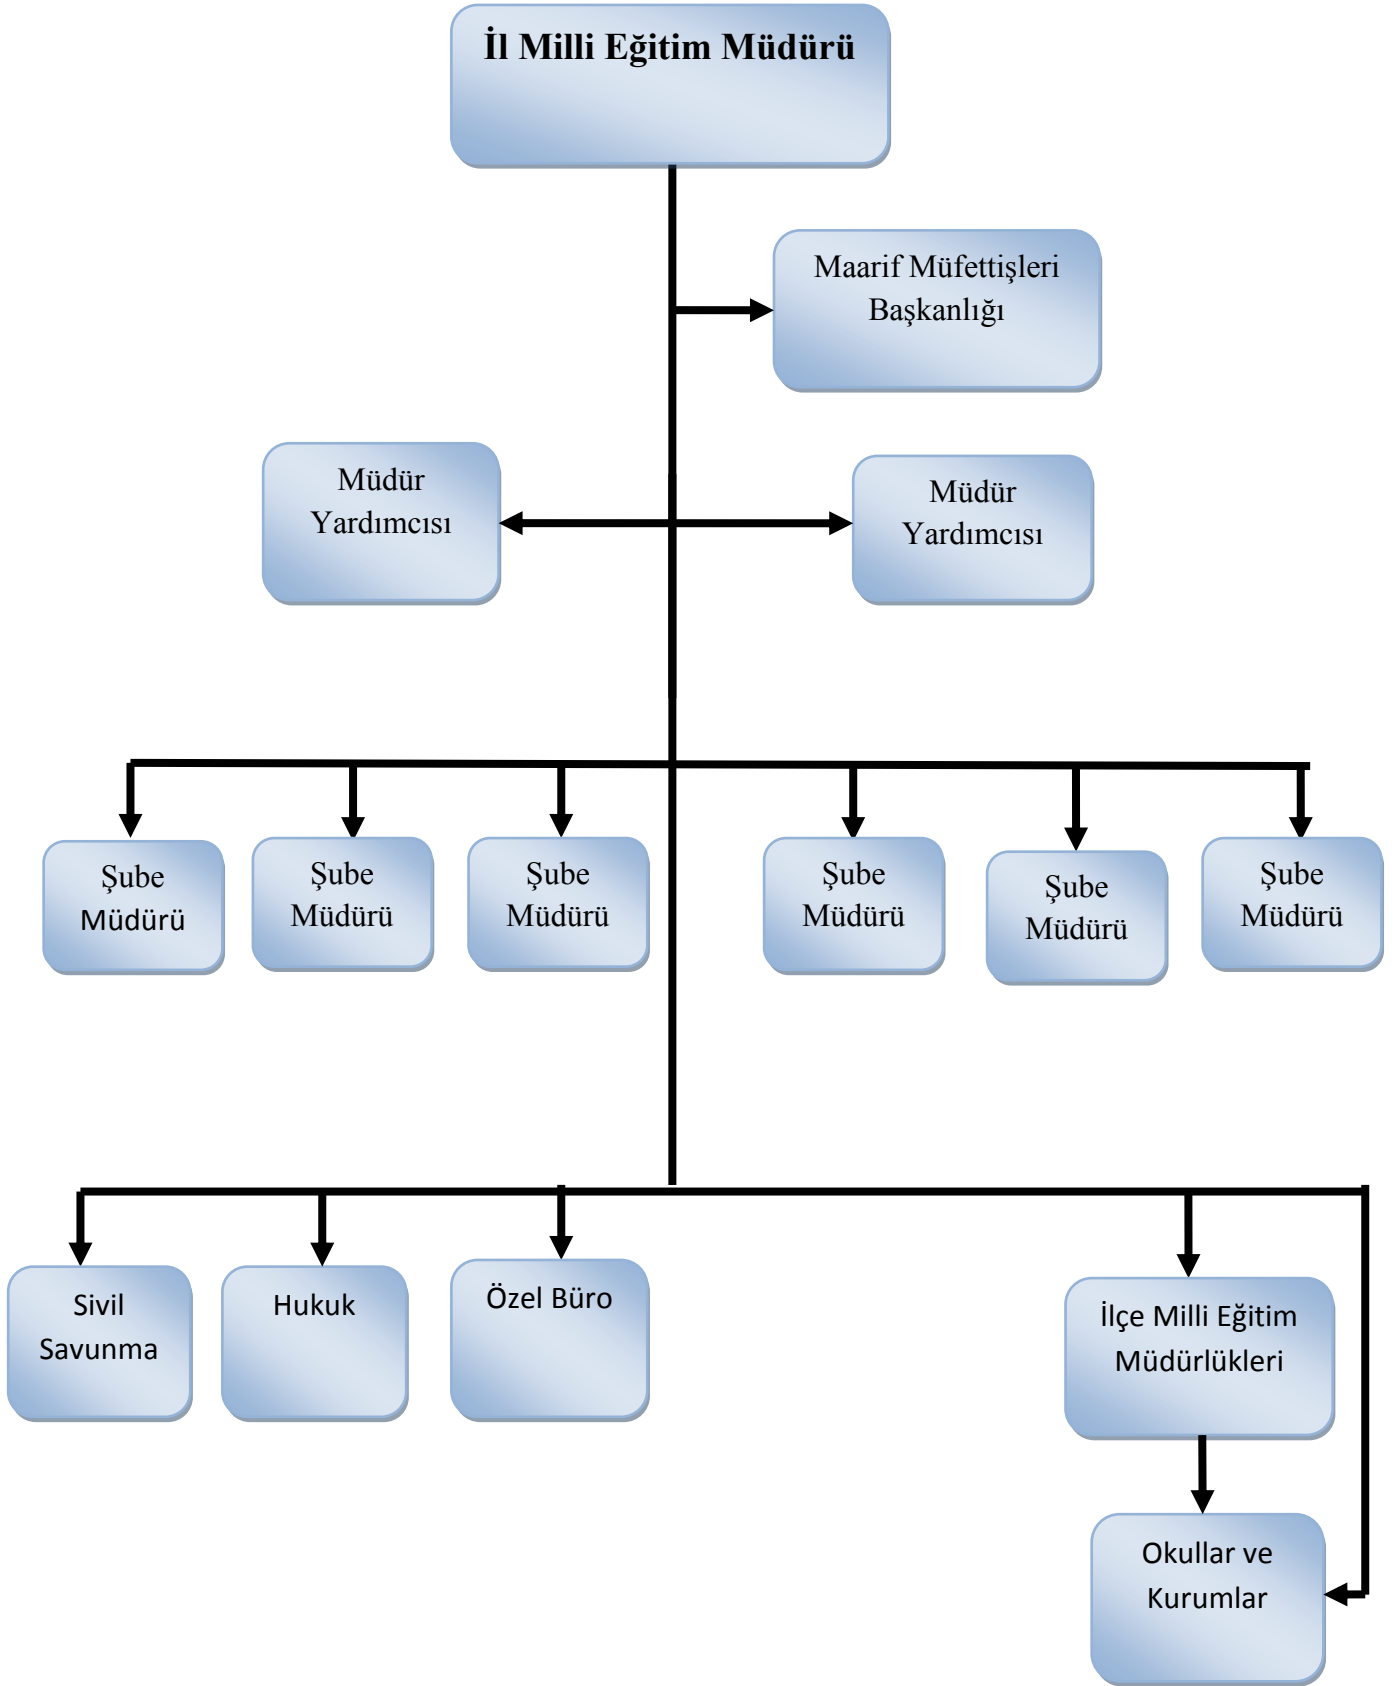 İl Milli Eğitim Müdürü
Maarif Müfettişleri
Başkanlığı
Müdür
Yardımcısı
Müdür
Yardımcısı
Şube
Müdürü
Şube
Müdürü
Şube
Müdürü
Şube
Müdürü
Şube
Müdürü
Şube
Müdürü
Sivil
Savunma
Hukuk
Özel Büro
İlçe Milli Eğitim
Müdürlükleri
Okullar ve
Kurumlar